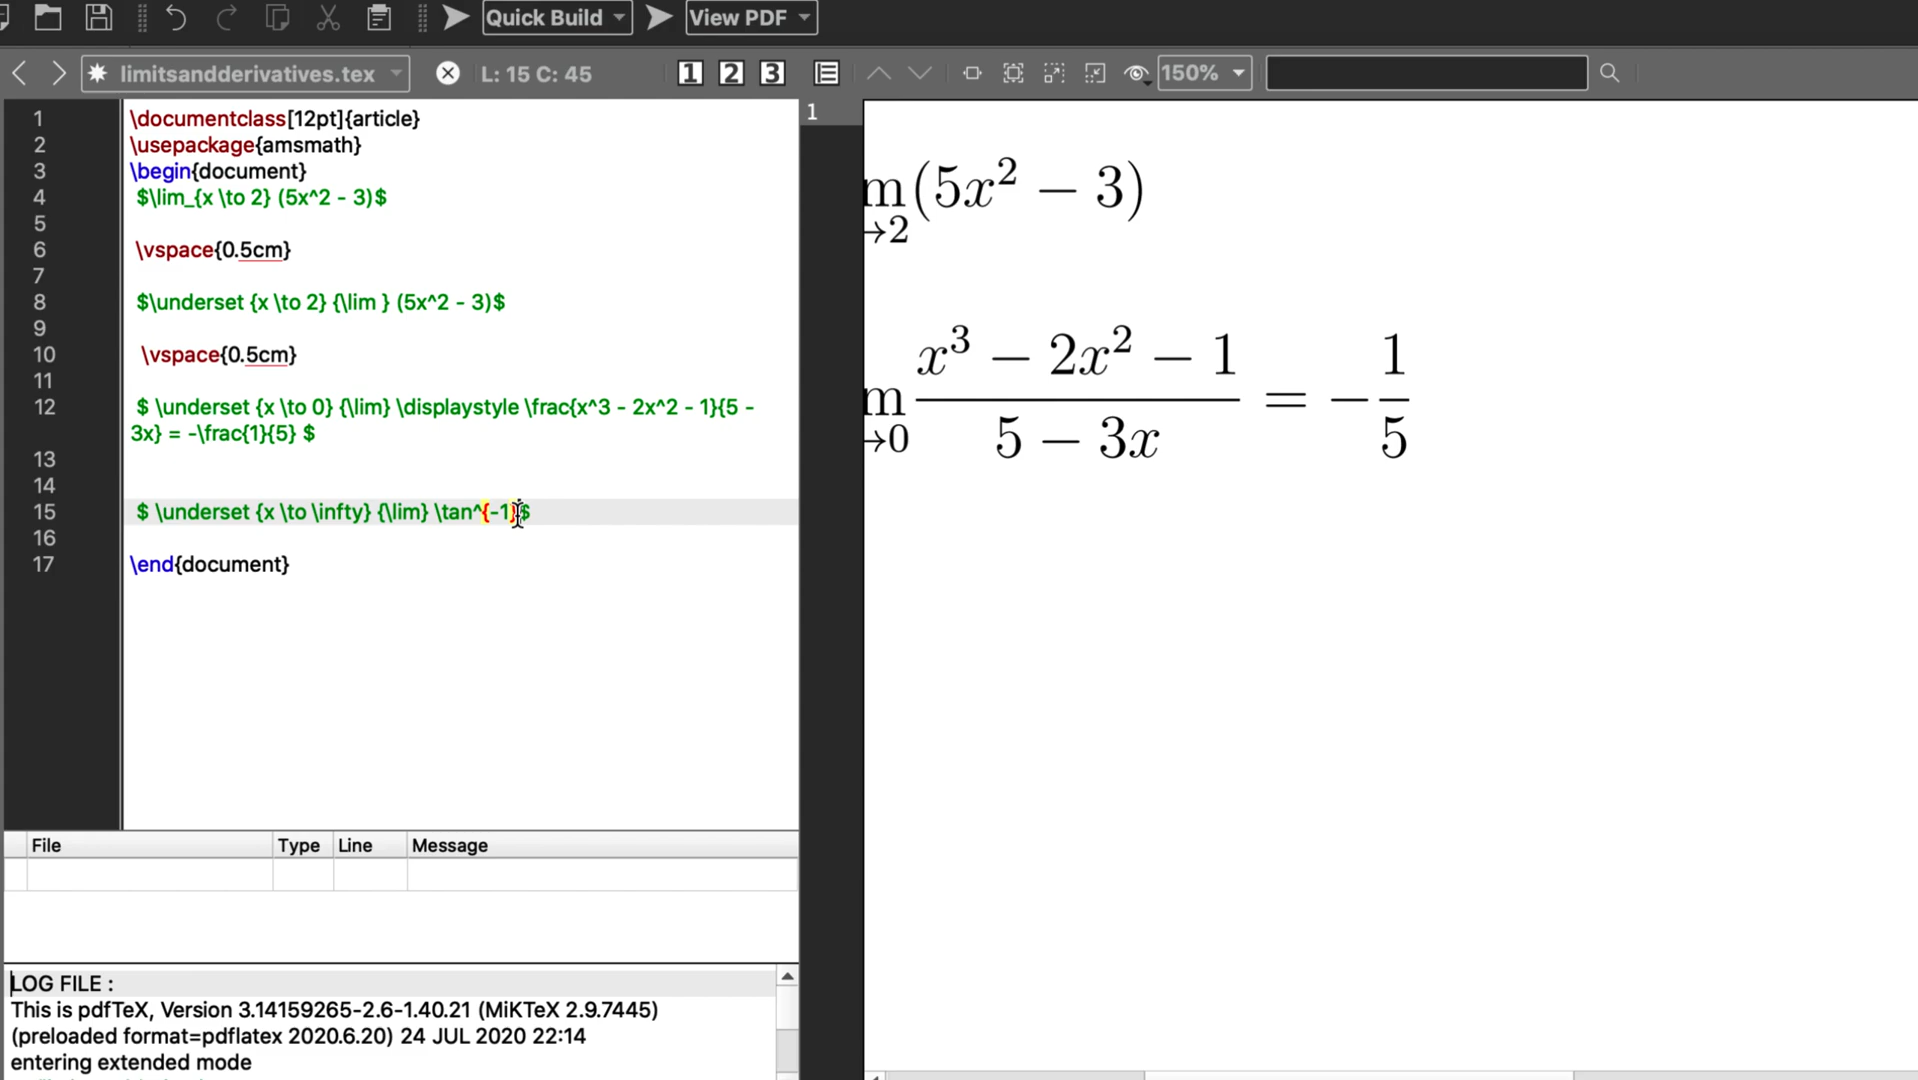 Quick Build View PDF
limitsandderivatives.tex L: 15 C: 45 1 2 3 150%
1 \documentclass[12pt]{article}
2 \usepackage{amsmath}
3 \begin{document}
4 $\lim_{x \to 2} (5x^2 - 3)$
5
6 \vspace{0.5cm}
7
8 $\underset {x \to 2} {\lim } (5x^2 - 3)$
9
10 \vspace{0.5cm}
11
12 $ \underset {x \to 0} {\lim} \displaystyle \frac{x^3 - 2x^2 - 1}{5 -
3x} = -\frac{1}{5} $
13
14
15 $ \underset {x \to \infty} {\lim} \tan^{-1}$
16
17 \end{document}
File Type Line Message
LOG FILE :
This is pdfTeX, Version 3.14159265-2.6-1.40.21 (MiKTeX 2.9.7445)
(preloaded format=pdflatex 2020.6.20) 24 JUL 2020 22:14
entering extended mode
1
m(5x² − 3)
→2
x³ − 2x² − 1 1
m = −
→0 5 − 3x 5